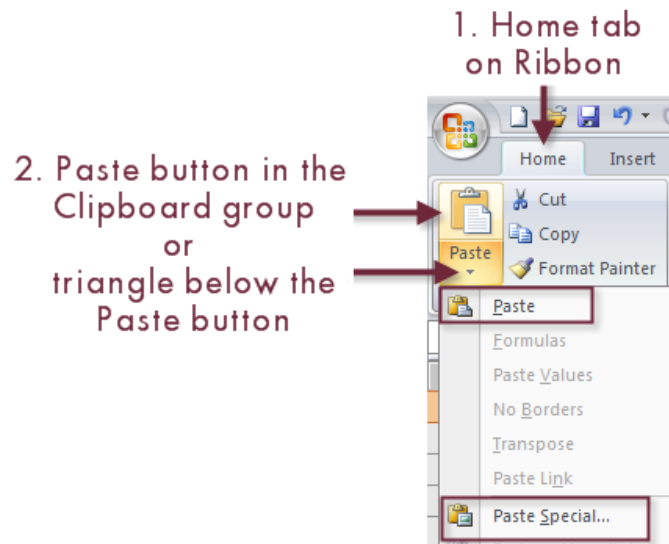 1. Home tab
on Ribbon
Home Insert
2. Paste button in the
Clipboard group
or
triangle below the
Paste button
Paste
Cut
Copy
Format Painter
Paste
Formulas
Paste Values
No Borders
Transpose
Paste Link
Paste Special...